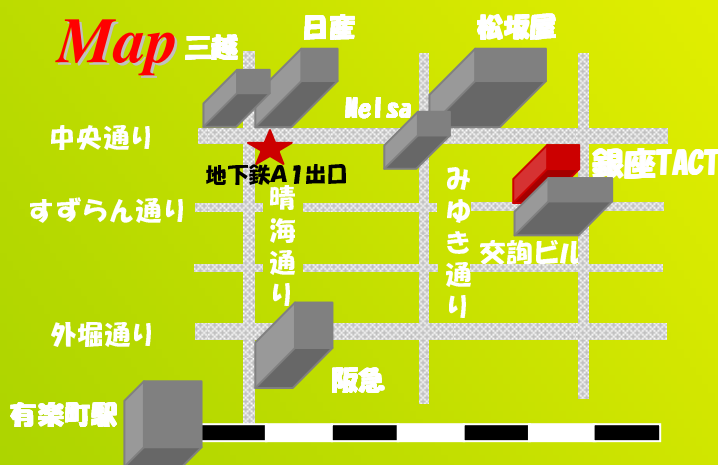 Map
三越
日産
松坂屋
Melsa
中央通り
地下鉄A1出口
銀座TACT
すずらん通り
晴海通り
みゆき通り
交詢ビル
外堀通り
阪急
有楽町駅